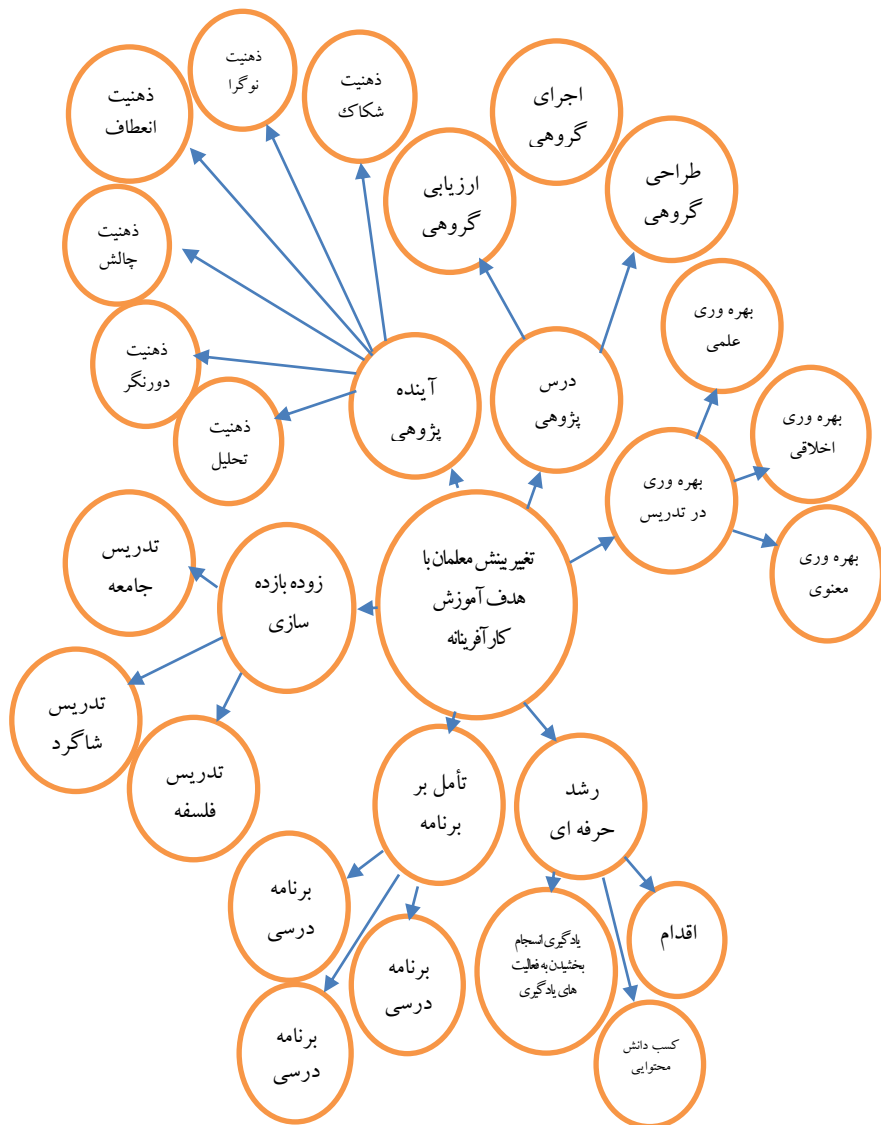 ذهنیت
نوگرا
ذهنیت
شکاک
ذهنیت
انعطاف
اجرای
گروهی
طراحی
گروهی
ارزیابی
گروهی
ذهنیت
چالش
بهره وری
علمی
ذهنیت
دورنگر
آینده
پژوهی
درس
پژوهی
ذهنیت
تحلیل
بهره وری
اخلاقی
بهره وری
در تدریس
بهره وری
معنوی
تغییر بینش معلمان با
هدف آموزش
کارآفرینانه
تدریس
جامعه
زوده بازده
سازی
تدریس
شاگرد
تدریس
فلسفه
تأمل بر
برنامه
رشد
حرفه ای
برنامه
درسی
برنامه
درسی
برنامه
درسی
یادگیری انسجام
بخشیدن به فعالیت
های یادگیری
اقدام
کسب دانش
محتوایی